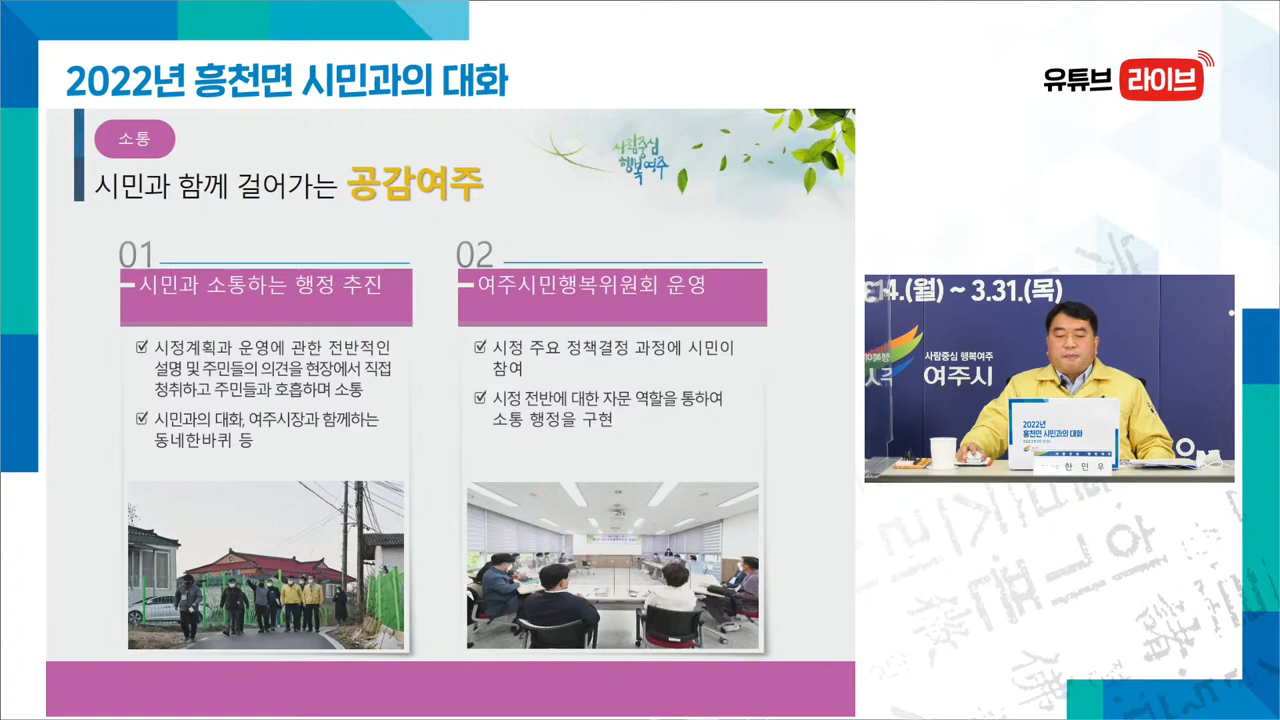 2022년 흥천면 시민과의 대화
유튜브 라이브
소통
사람중심
행복여주
시민과 함께 걸어가는 공감여주
01
시민과 소통하는 행정 추진
시정계획과 운영에 관한 전반적인
설명 및 주민들의 의견을 현장에서 직접
청취하고 주민들과 호흡하며 소통
시민과의 대화, 여주시장과 함께하는
동네한바퀴 등
02
여주시민행복위원회 운영
시정 주요 정책결정 과정에 시민이
참여
시정 전반에 대한 자문 역할을 통하여
소통 행정을 구현
14.(월) ~ 3.31.(목)
사람중심 행복여주
여주시
2022년
흥천면 시민과의 대화
한 민 우